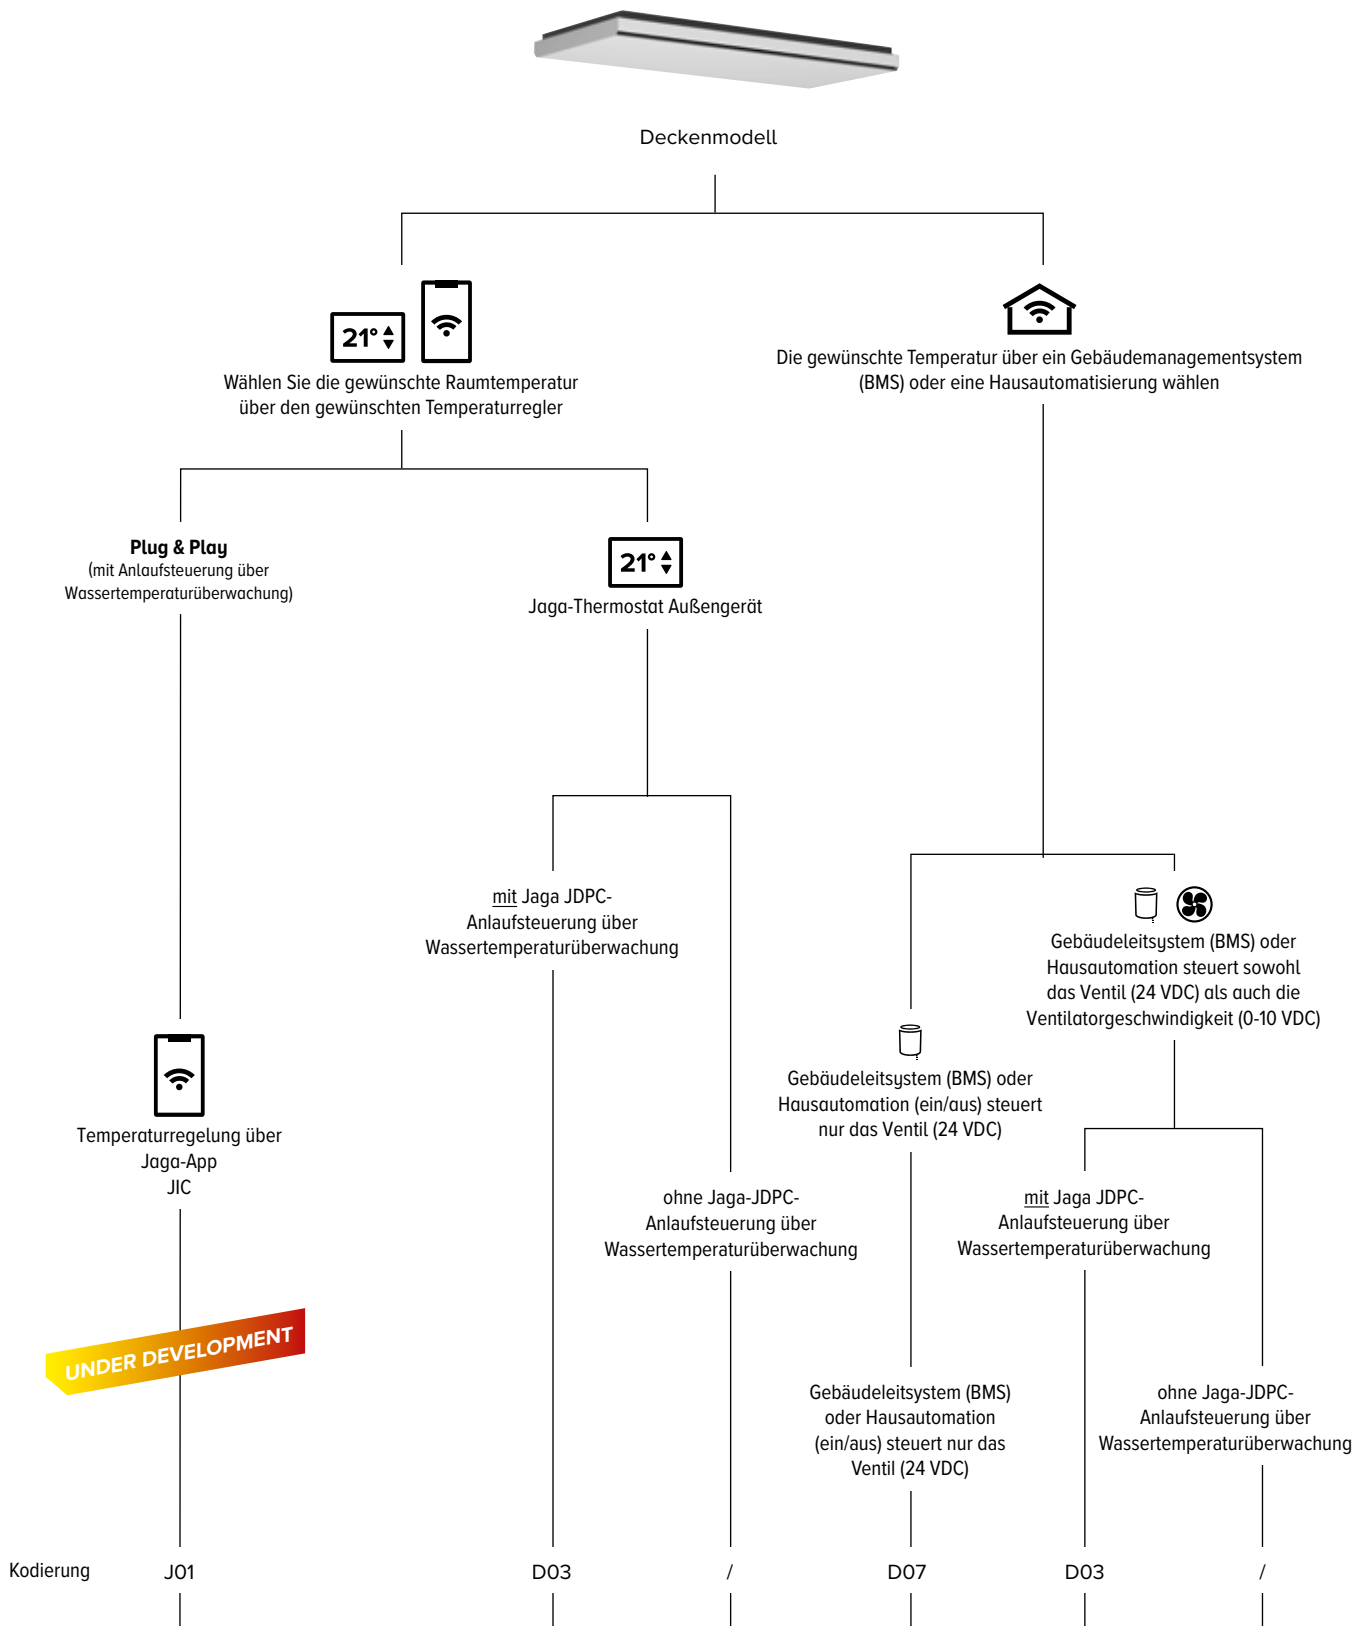 Deckenmodell
21°
Wählen Sie die gewünschte Raumtemperatur
über den gewünschten Temperaturregler
Die gewünschte Temperatur über ein Gebäudemanagementsystem
(BMS) oder eine Hausautomatisierung wählen
Plug & Play
(mit Anlaufsteuerung über
Wassertemperaturüberwachung)
21°
Jaga-Thermostat Außengerät
mit Jaga JDPC-
Anlaufsteuerung über
Wassertemperaturüberwachung
Gebäudeleitsystem (BMS) oder
Hausautomation steuert sowohl
das Ventil (24 VDC) als auch die
Ventilatorgeschwindigkeit (0-10 VDC)
Gebäudeleitsystem (BMS) oder
Hausautomation (ein/aus) steuert
nur das Ventil (24 VDC)
Temperaturregelung über
Jaga-App
JIC
ohne Jaga-JDPC-
Anlaufsteuerung über
Wassertemperaturüberwachung
mit Jaga JDPC-
Anlaufsteuerung über
Wassertemperaturüberwachung
UNDER DEVELOPMENT
Gebäudeleitsystem (BMS)
oder Hausautomation
(ein/aus) steuert nur das
Ventil (24 VDC)
ohne Jaga-JDPC-
Anlaufsteuerung über
Wassertemperaturüberwachung
Kodierung J01 D03 / D07 D03 /